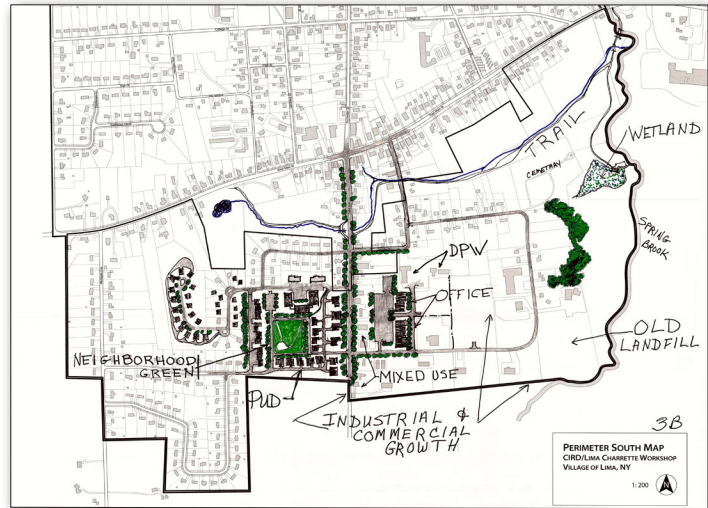 TRAIL
WETLAND
CEMETARY
SPRING
BROOK
DPW
OFFICE
OLD
LANDFILL
NEIGHBORHOOD
GREEN
MIXED USE
PUD
INDUSTRIAL &
COMMERCIAL
GROWTH
3B
PERIMETER SOUTH MAP
CIRD/LIMA CHARRETTE WORKSHOP
VILLAGE OF LIMA, NY
1: 200
N